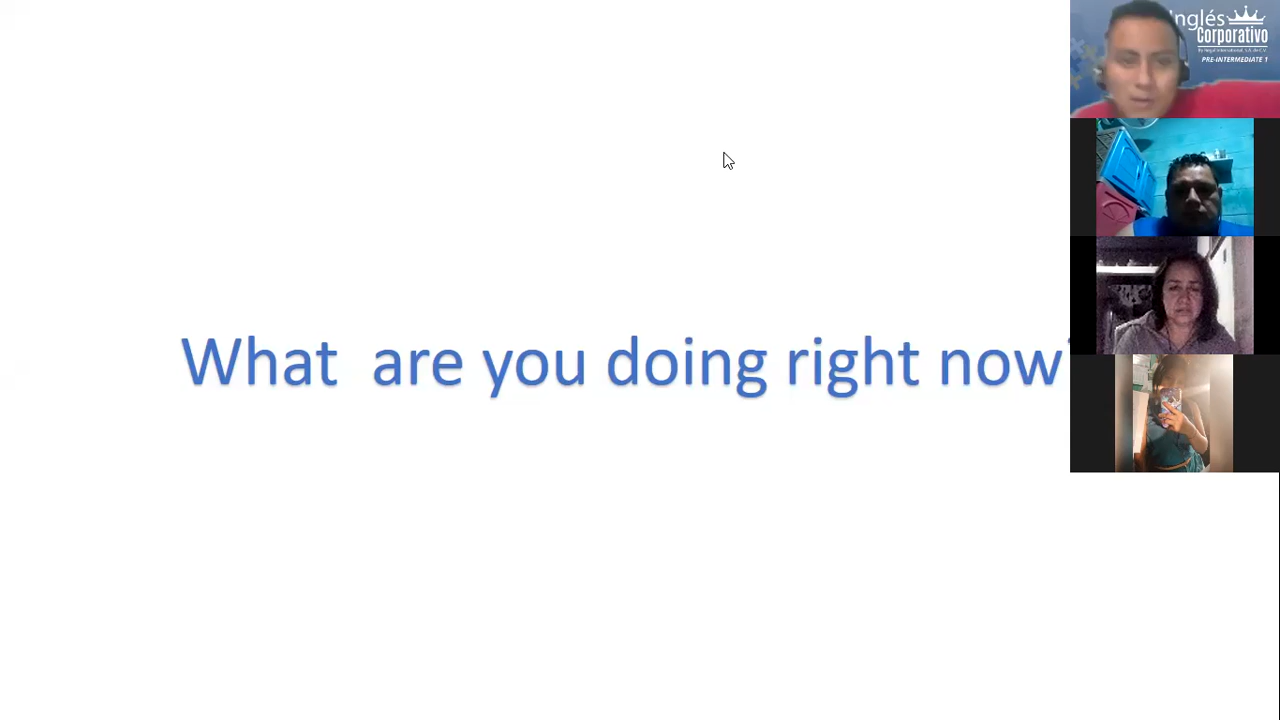 Inglés
Corporativo
PRE-INTERMEDIATE 1
What are you doing right now?